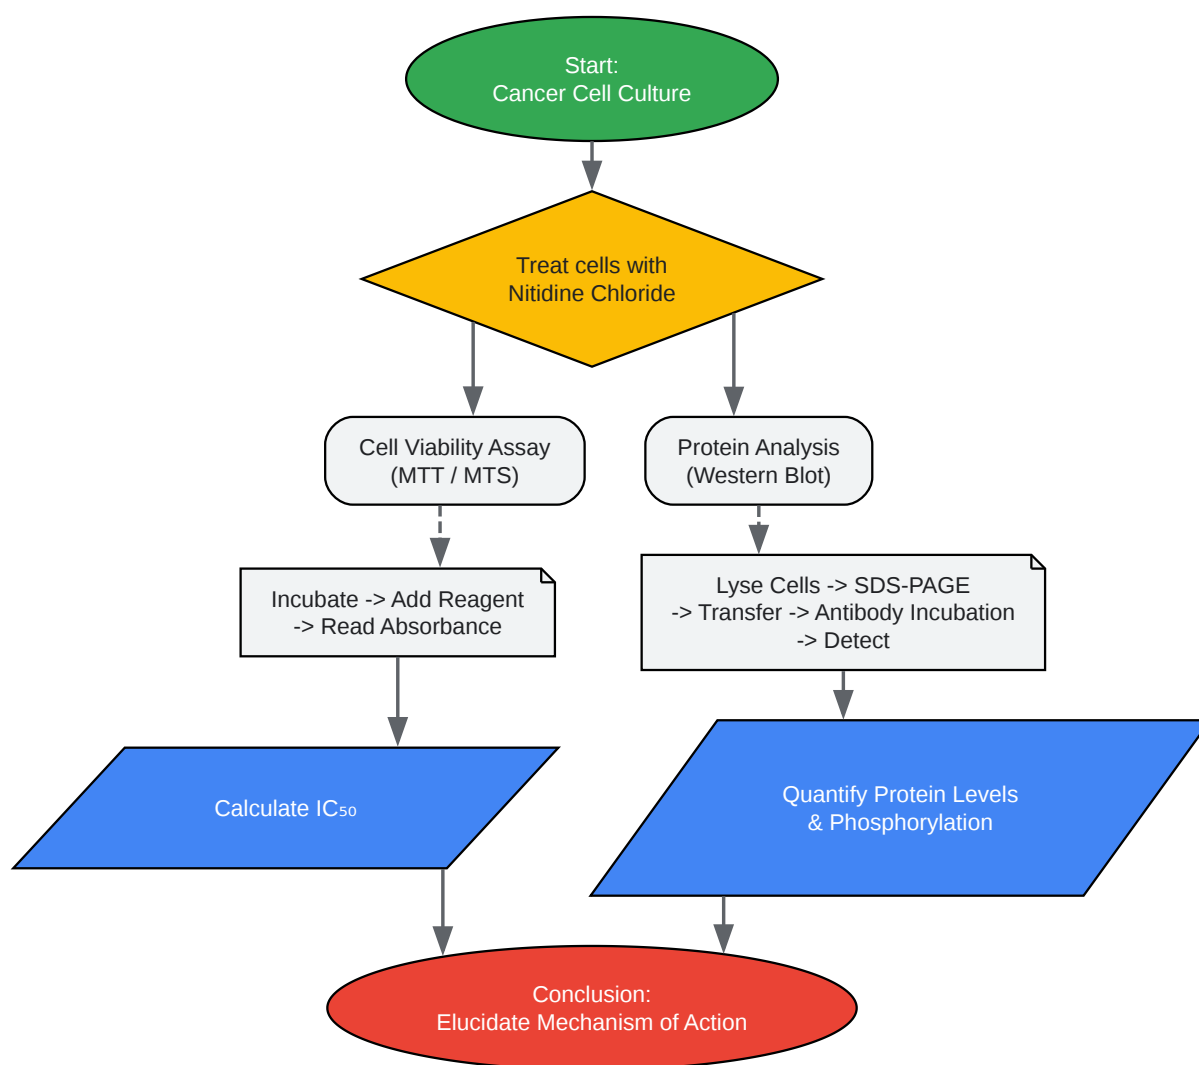 Start:
Cancer Cell Culture
Treat cells with
Nitidine Chloride
Cell Viability Assay
(MTT / MTS)
Protein Analysis
(Western Blot)
Incubate -> Add Reagent
-> Read Absorbance
Lyse Cells -> SDS-PAGE
-> Transfer -> Antibody Incubation
-> Detect
Calculate IC₅₀
Quantify Protein Levels
& Phosphorylation
Conclusion:
Elucidate Mechanism of Action